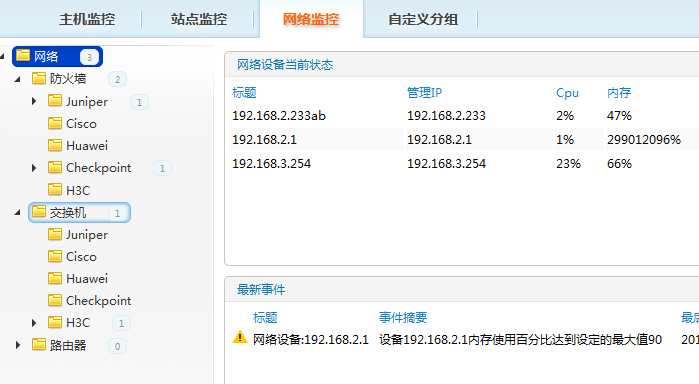 主机监控 站点监控 网络监控 自定义分组
网络 3
防火墙 2
Juniper 1
Cisco
Huawei
Checkpoint 1
H3C
交换机 1
Juniper
Cisco
Huawei
Checkpoint
H3C 1
路由器 0
网络设备当前状态
标题 管理IP Cpu 内存
192.168.2.233ab 192.168.2.233 2% 47%
192.168.2.1 192.168.2.1 1% 299012096%
192.168.3.254 192.168.3.254 23% 66%
最新事件
标题 事件摘要 最后
网络设备:192.168.2.1 设备192.168.2.1内存使用百分比达到设定的最大值90 201